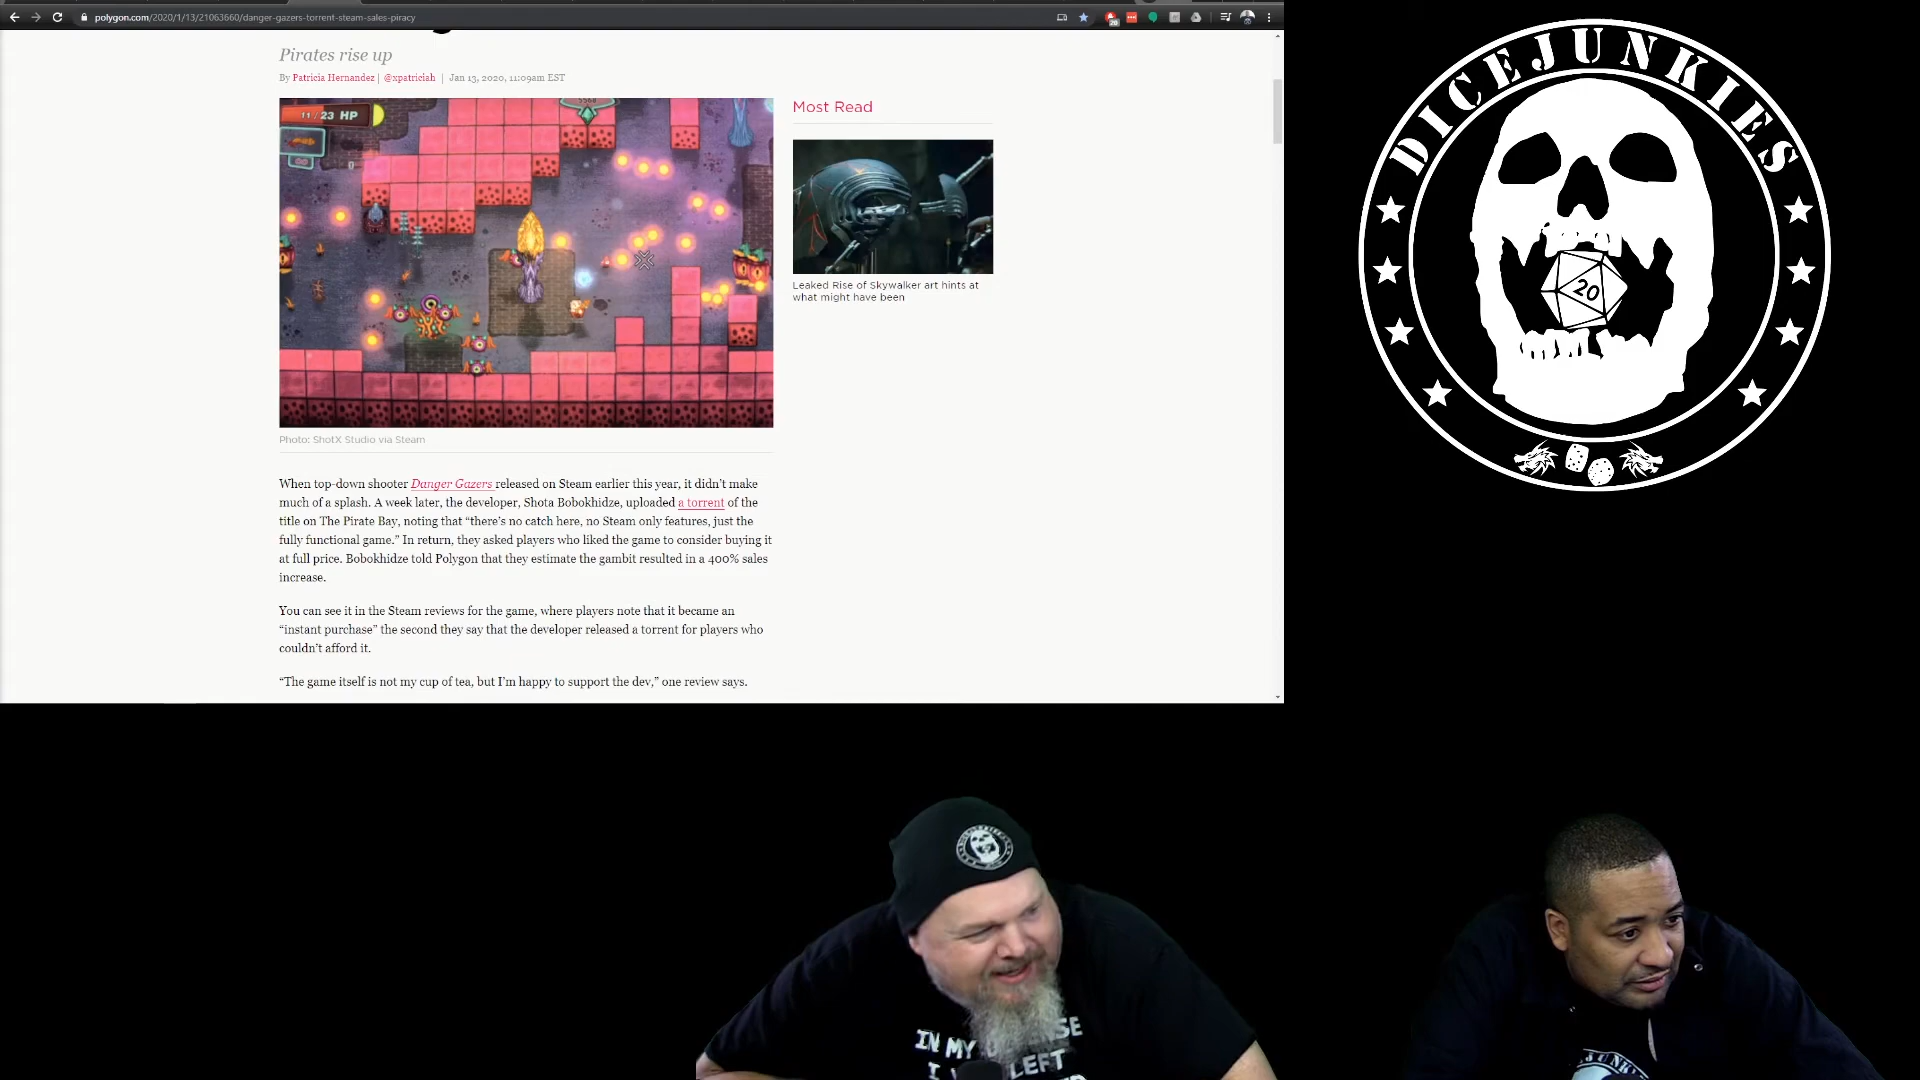 polygon.com/2020/1/13/21063660/danger-gazers-torrent-steam-sales-piracy
Pirates rise up
By Patricia Hernandez | @xpatriciah | Jan 13, 2020, 11:09am EST
11/23 HP
Photo: ShotX Studio via Steam
When top-down shooter Danger Gazers released on Steam earlier this year, it didn’t make
much of a splash. A week later, the developer, Shota Bobokhidze, uploaded a torrent of the
title on The Pirate Bay, noting that “there’s no catch here, no Steam only features, just the
fully functional game.” In return, they asked players who liked the game to consider buying it
at full price. Bobokhidze told Polygon that they estimate the gambit resulted in a 400% sales
increase.
You can see it in the Steam reviews for the game, where players note that it became an
“instant purchase” the second they say that the developer released a torrent for players who
couldn’t afford it.
“The game itself is not my cup of tea, but I’m happy to support the dev,” one review says.
Most Read
Leaked Rise of Skywalker art hints at
what might have been
DICEJUNKIES
20
IN MY
LEFT